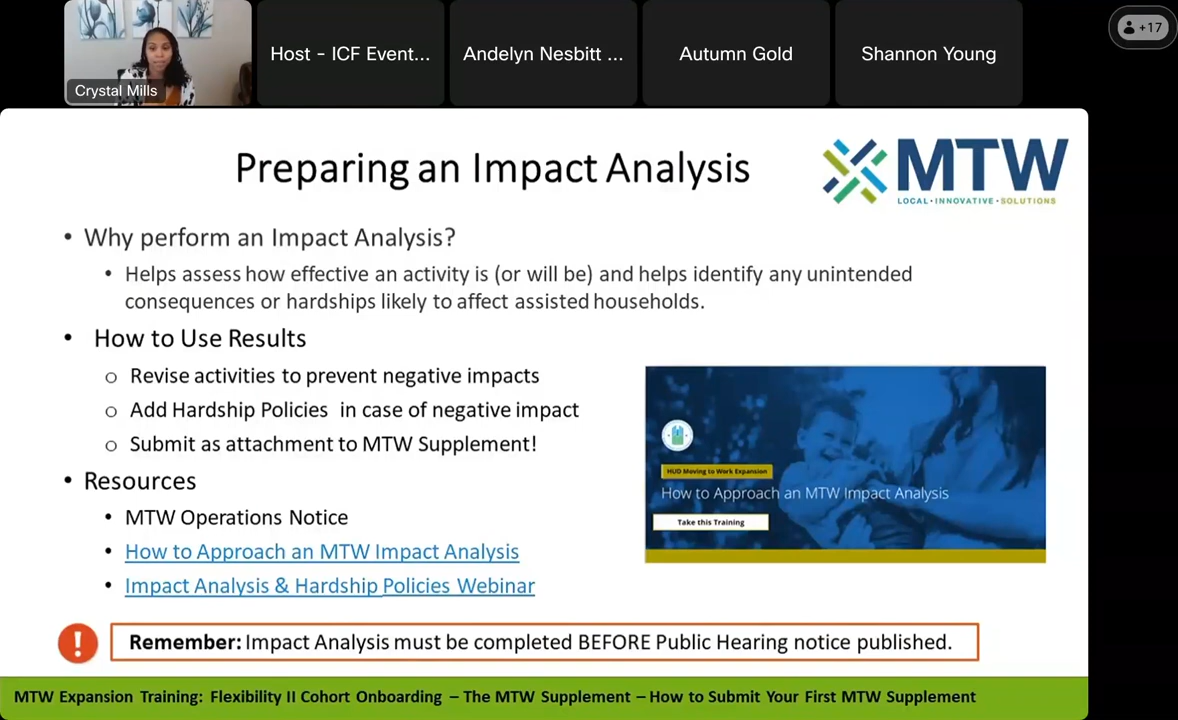 Crystal Mills
Host - ICF Event...
Andelyn Nesbitt ...
Autumn Gold
Shannon Young
+17
Preparing an Impact Analysis
MTW
LOCAL • INNOVATIVE • SOLUTIONS
• Why perform an Impact Analysis?
• Helps assess how effective an activity is (or will be) and helps identify any unintended
consequences or hardships likely to affect assisted households.
• How to Use Results
o Revise activities to prevent negative impacts
o Add Hardship Policies in case of negative impact
o Submit as attachment to MTW Supplement!
• Resources
• MTW Operations Notice
• How to Approach an MTW Impact Analysis
• Impact Analysis & Hardship Policies Webinar
HUD Moving to Work Expansion
How to Approach an MTW Impact Analysis
Take this Training
! Remember: Impact Analysis must be completed BEFORE Public Hearing notice published.
MTW Expansion Training: Flexibility II Cohort Onboarding – The MTW Supplement – How to Submit Your First MTW Supplement